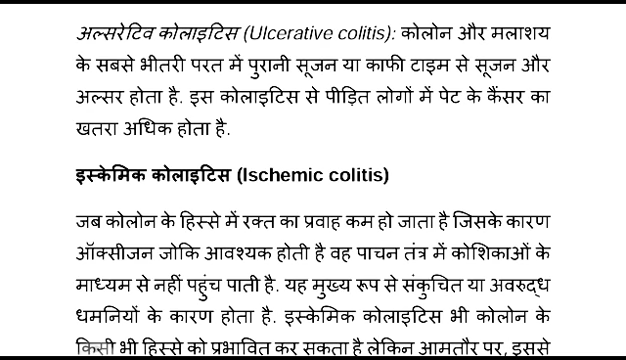 अल्सरेटिव कोलाइटिस (Ulcerative colitis): कोलोन और मलाशय
के सबसे भीतरी परत में पुरानी सूजन या काफी टाइम से सूजन और
अल्सर होता है. इस कोलाइटिस से पीड़ित लोगों में पेट के कैंसर का
खतरा अधिक होता है.
इस्केमिक कोलाइटिस (Ischemic colitis)
जब कोलोन के हिस्से में रक्त का प्रवाह कम हो जाता है जिसके कारण
ऑक्सीजन जोकि आवश्यक होती है वह पाचन तंत्र में कोशिकाओं के
माध्यम से नहीं पहुंच पाती है. यह मुख्य रूप से संकुचित या अवरुद्ध
धमनियों के कारण होता है. इस्केमिक कोलाइटिस भी कोलोन के
किसी भी हिस्से को प्रभावित कर सकता है लेकिन आमतौर पर, इससे